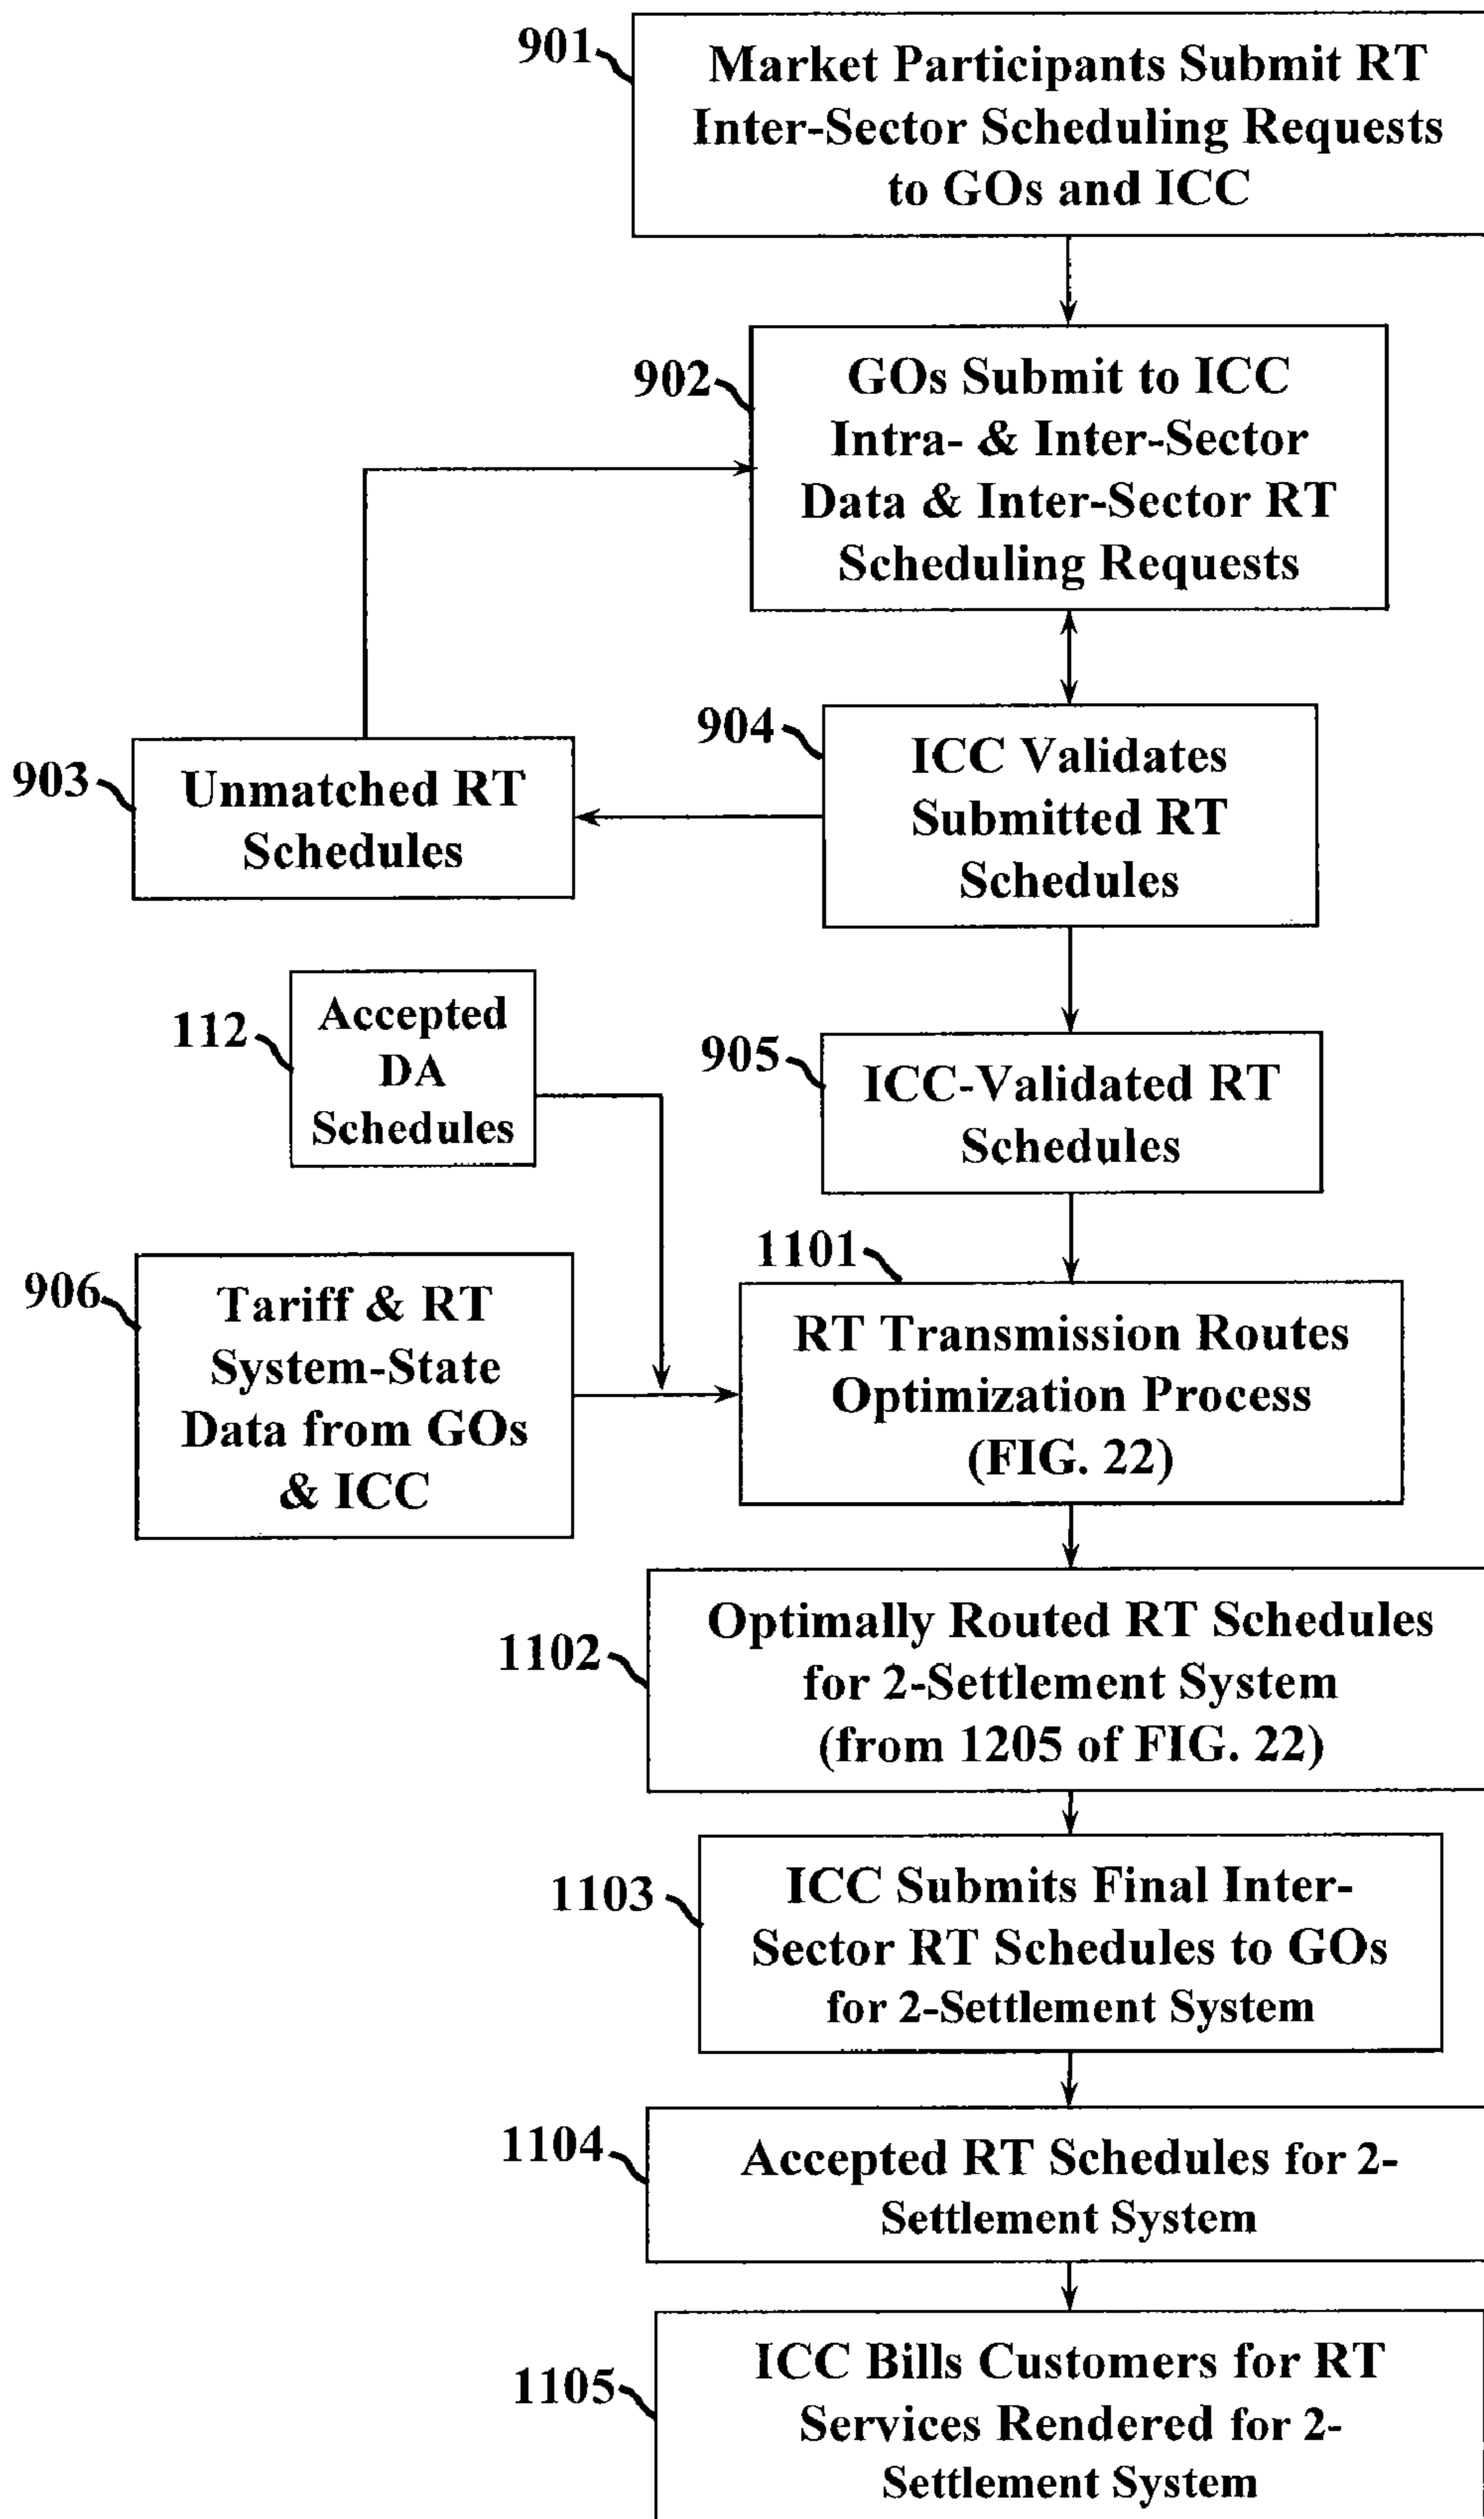 901
Market Participants Submit RT
Inter-Sector Scheduling Requests
to GOs and ICC
902
GOs Submit to ICC
Intra- & Inter-Sector
Data & Inter-Sector RT
Scheduling Requests
903
Unmatched RT
Schedules
904
ICC Validates
Submitted RT
Schedules
112
Accepted
DA
Schedules
905
ICC-Validated RT
Schedules
906
Tariff & RT
System-State
Data from GOs
& ICC
1101
RT Transmission Routes
Optimization Process
(FIG. 22)
1102
Optimally Routed RT Schedules
for 2-Settlement System
(from 1205 of FIG. 22)
1103
ICC Submits Final Inter-
Sector RT Schedules to GOs
for 2-Settlement System
1104
Accepted RT Schedules for 2-
Settlement System
1105
ICC Bills Customers for RT
Services Rendered for 2-
Settlement System